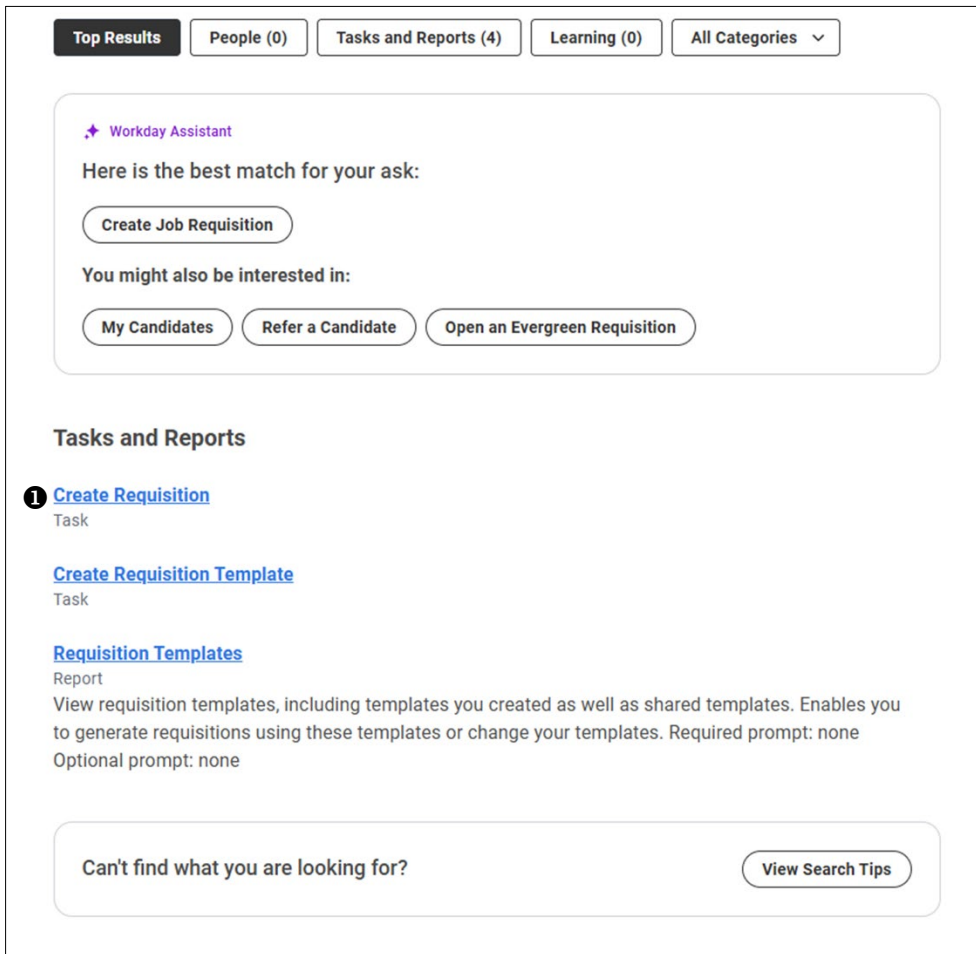 Top Results People (0) Tasks and Reports (4) Learning (0) All Categories
Workday Assistant
Here is the best match for your ask:
Create Job Requisition
You might also be interested in:
My Candidates Refer a Candidate Open an Evergreen Requisition
Tasks and Reports
❶ Create Requisition
Task
Create Requisition Template
Task
Requisition Templates
Report
View requisition templates, including templates you created as well as shared templates. Enables you
to generate requisitions using these templates or change your templates. Required prompt: none
Optional prompt: none
Can't find what you are looking for? View Search Tips